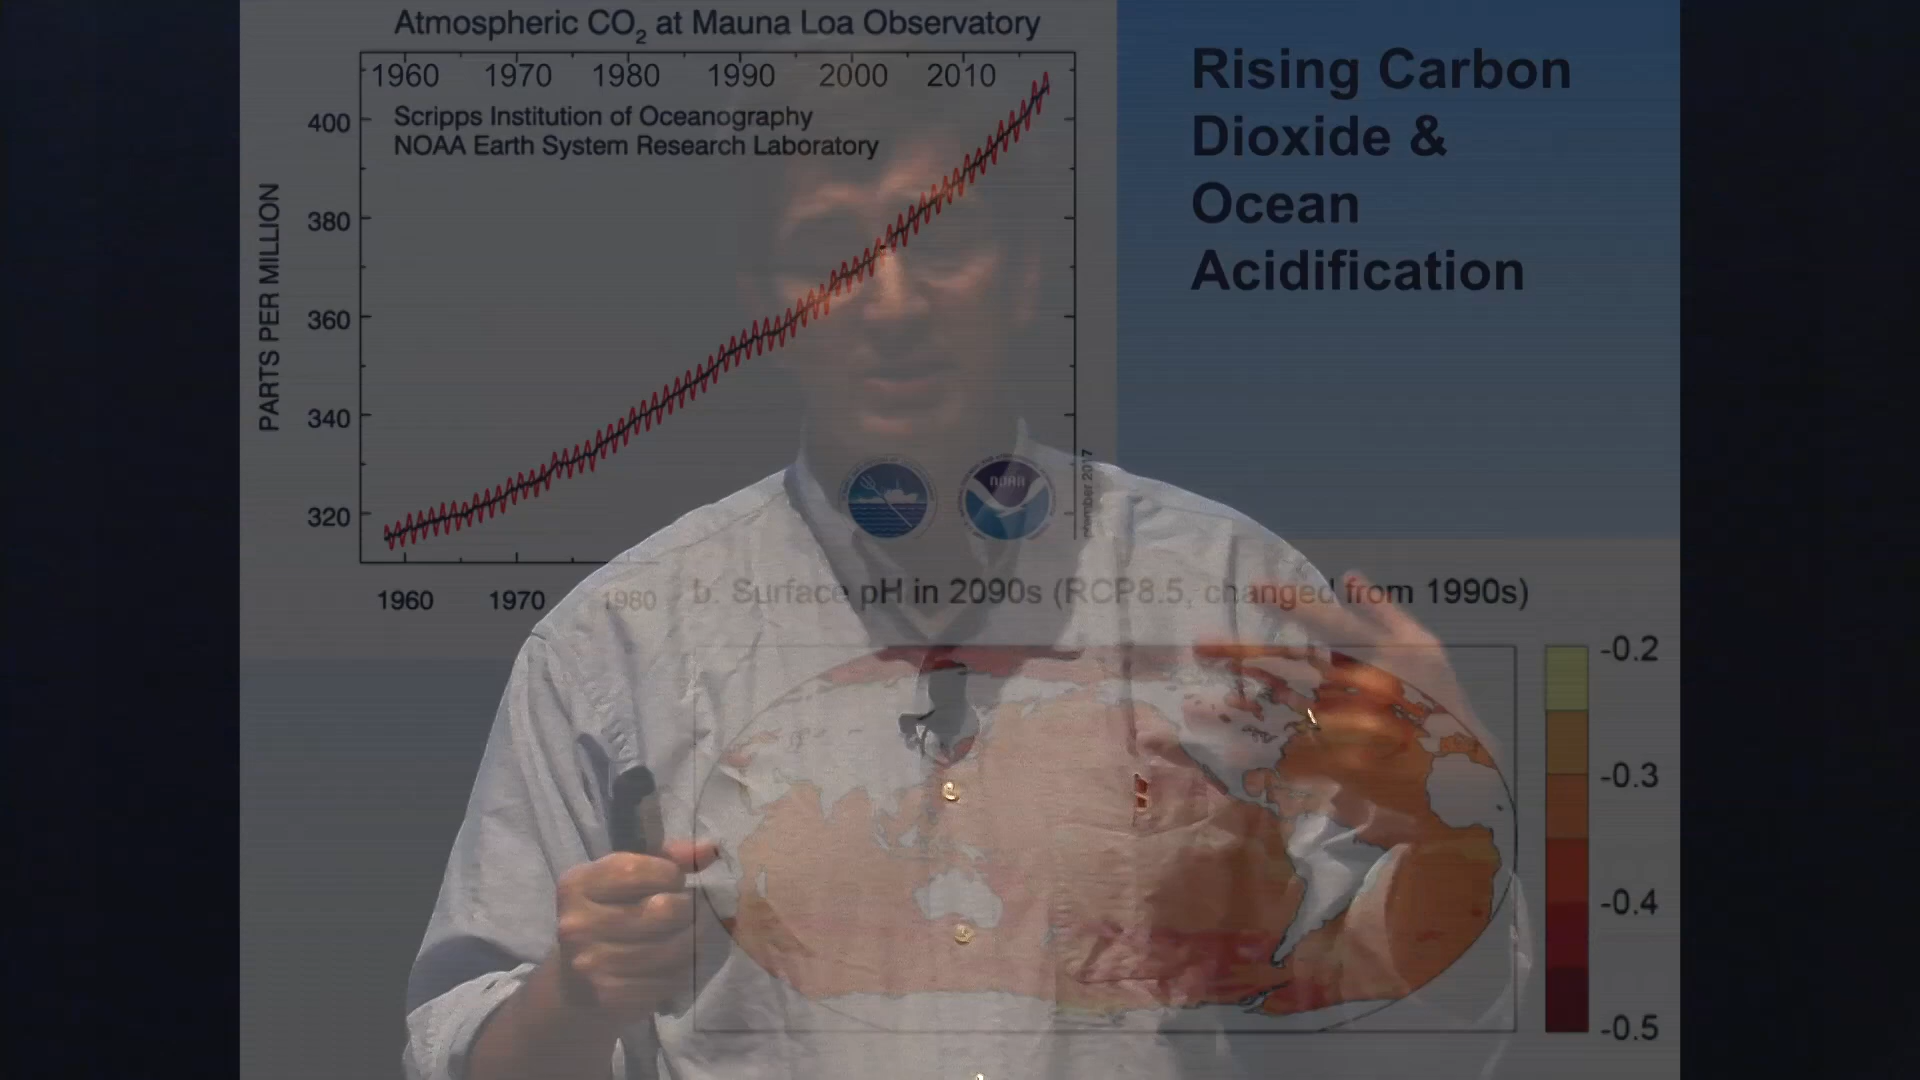 Atmospheric CO₂ at Mauna Loa Observatory
1960 1970 1980 1990 2000 2010
Scripps Institution of Oceanography
NOAA Earth System Research Laboratory
PARTS PER MILLION
400
380
360
340
320
1960 1970 1980
NOAA
2017
Rising Carbon
Dioxide &
Ocean
Acidification
b. Surface pH in 2090s (RCP8.5, changed from 1990s)
-0.2
-0.3
-0.4
-0.5